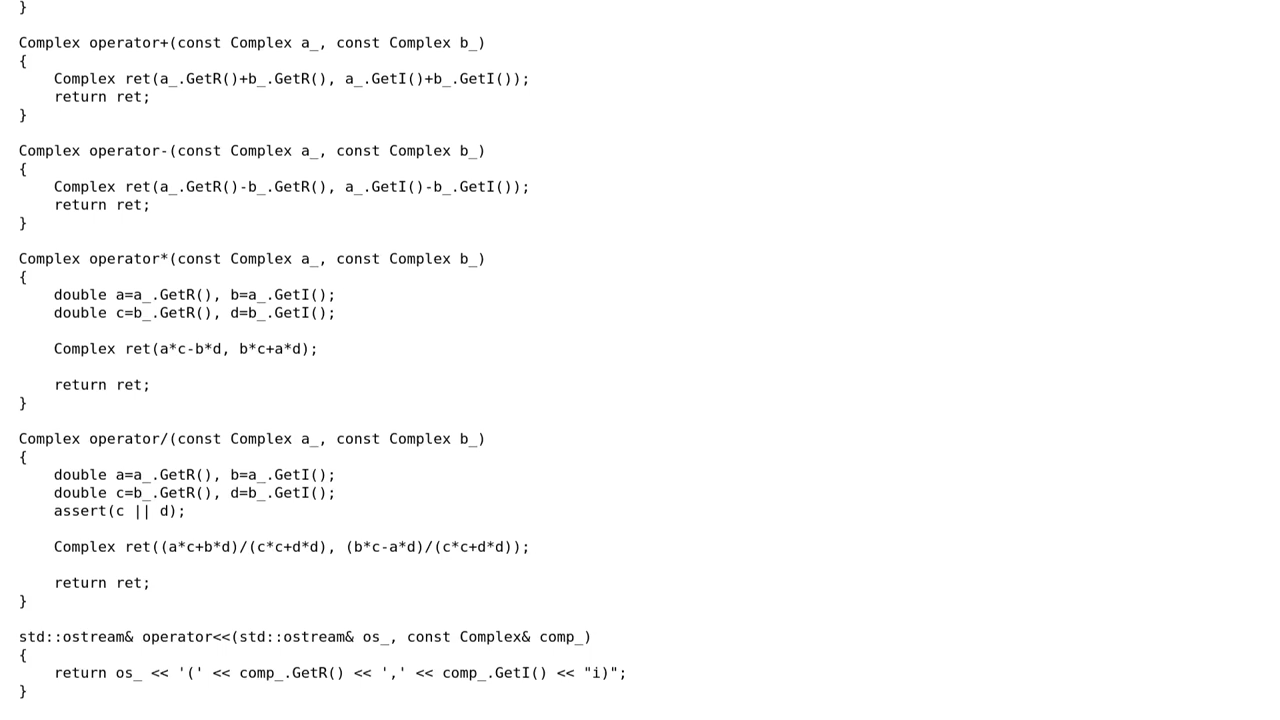 }

Complex operator+(const Complex a_, const Complex b_)
{
    Complex ret(a_.GetR()+b_.GetR(), a_.GetI()+b_.GetI());
    return ret;
}

Complex operator-(const Complex a_, const Complex b_)
{
    Complex ret(a_.GetR()-b_.GetR(), a_.GetI()-b_.GetI());
    return ret;
}

Complex operator*(const Complex a_, const Complex b_)
{
    double a=a_.GetR(), b=a_.GetI();
    double c=b_.GetR(), d=b_.GetI();

    Complex ret(a*c-b*d, b*c+a*d);

    return ret;
}

Complex operator/(const Complex a_, const Complex b_)
{
    double a=a_.GetR(), b=a_.GetI();
    double c=b_.GetR(), d=b_.GetI();
    assert(c || d);

    Complex ret((a*c+b*d)/(c*c+d*d), (b*c-a*d)/(c*c+d*d));

    return ret;
}

std::ostream& operator<<(std::ostream& os_, const Complex& comp_)
{
    return os_ << '(' << comp_.GetR() << ',' << comp_.GetI() << "i)";
}